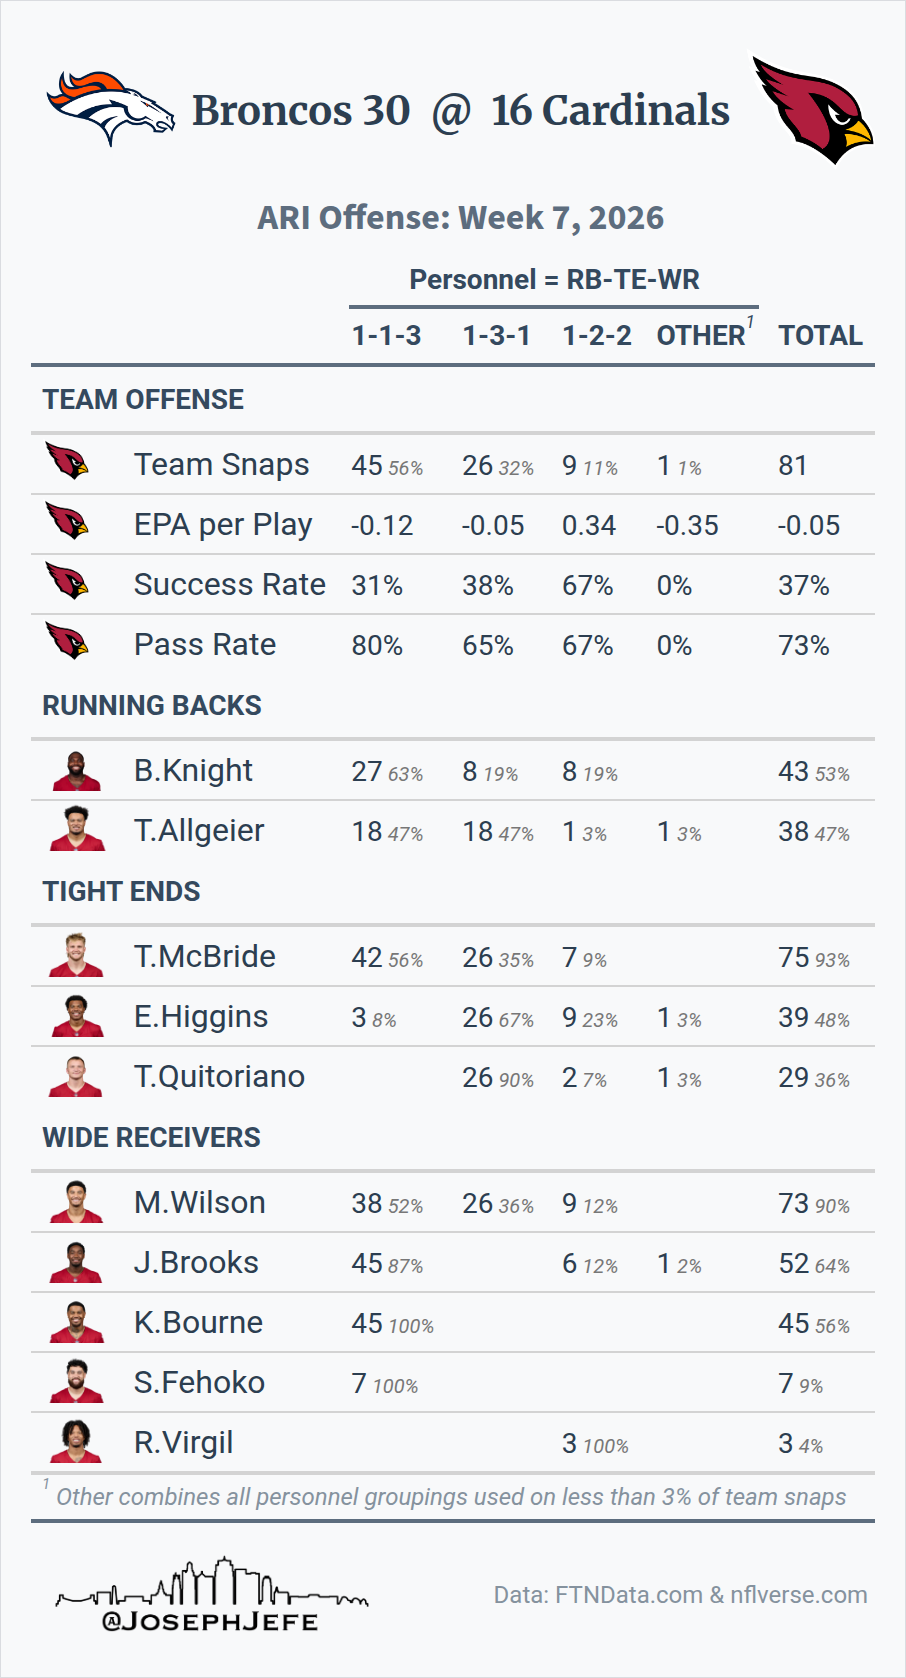 Broncos 30 @ 16 Cardinals
ARI Offense: Week 7, 2026
Personnel = RB-TE-WR
1-1-3 1-3-1 1-2-2 OTHER1 TOTAL
TEAM OFFENSE
Team Snaps 45 56% 26 32% 9 11% 1 1% 81
EPA per Play -0.12 -0.05 0.34 -0.35 -0.05
Success Rate 31% 38% 67% 0% 37%
Pass Rate 80% 65% 67% 0% 73%
RUNNING BACKS
B.Knight 27 63% 8 19% 8 19% 43 53%
T.Allgeier 18 47% 18 47% 1 3% 1 3% 38 47%
TIGHT ENDS
T.McBride 42 56% 26 35% 7 9% 75 93%
E.Higgins 3 8% 26 67% 9 23% 1 3% 39 48%
T.Quitoriano 26 90% 2 7% 1 3% 29 36%
WIDE RECEIVERS
M.Wilson 38 52% 26 36% 9 12% 73 90%
J.Brooks 45 87% 6 12% 1 2% 52 64%
K.Bourne 45 100% 45 56%
S.Fehoko 7 100% 7 9%
R.Virgil 3 100% 3 4%
1 Other combines all personnel groupings used on less than 3% of team snaps
@JosephJefe
Data: FTNData.com & nflverse.com